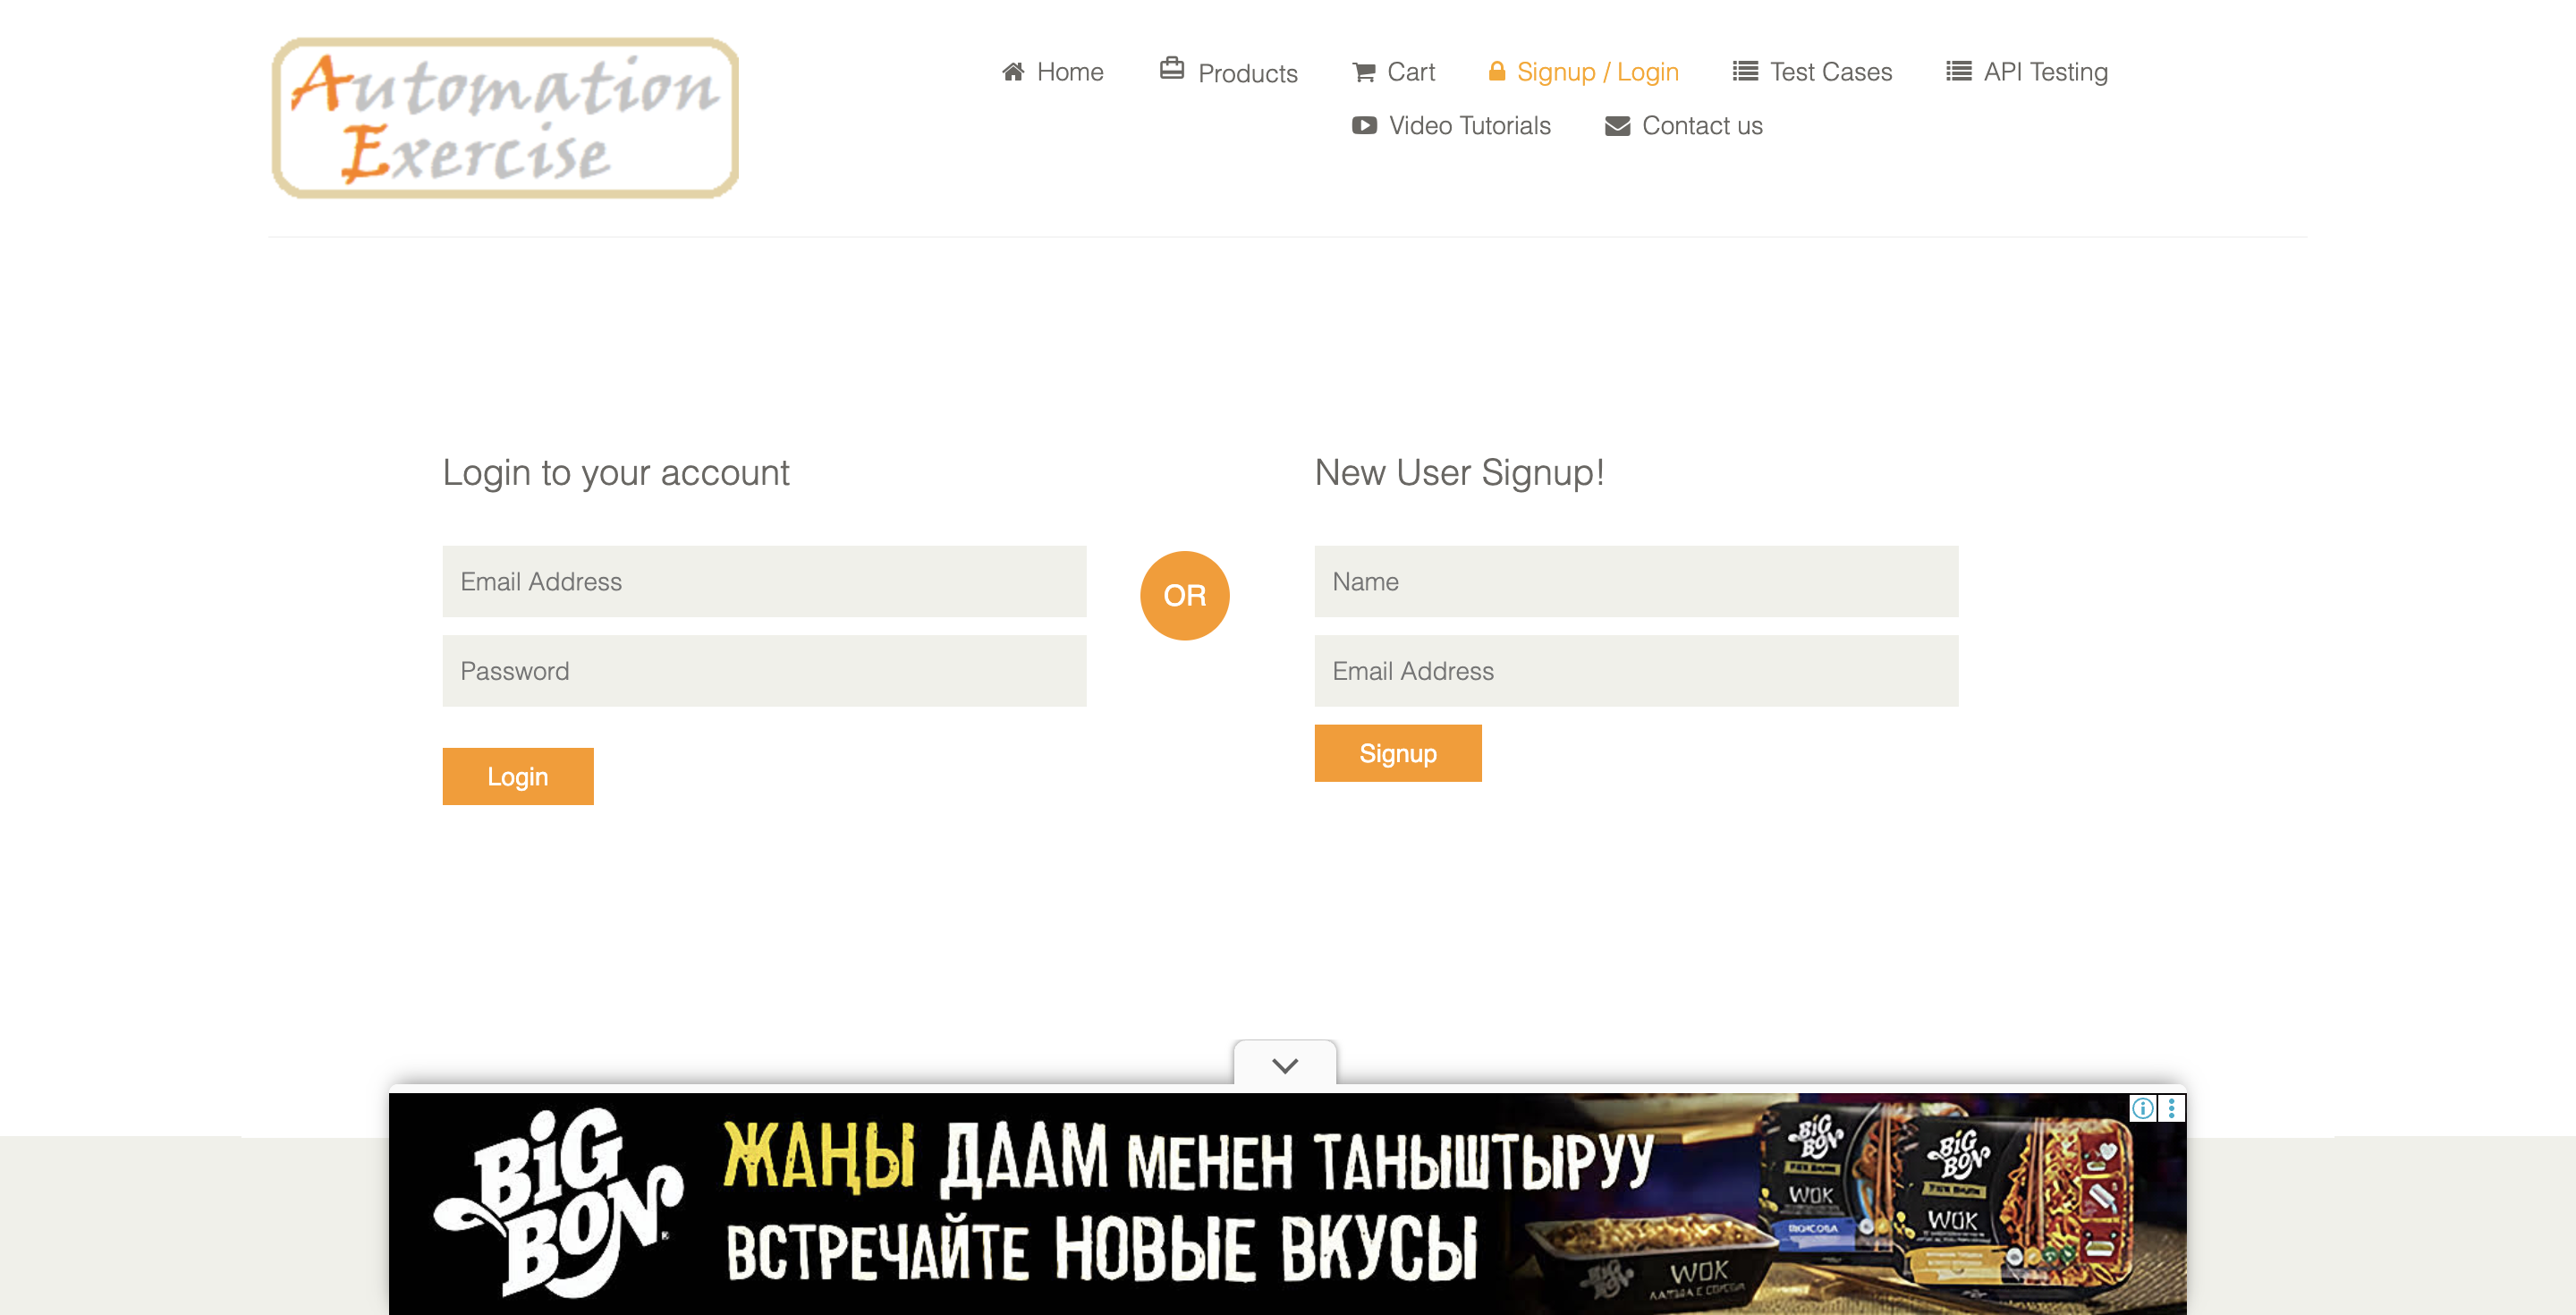 Automation
Exercise
Home
Products
Cart
Signup / Login
Test Cases
API Testing
Video Tutorials
Contact us
Login to your account
New User Signup!
Email Address
Password
Login
OR
Name
Email Address
Signup
BIG
BON
ЖАҢЫ ДААМ МЕНЕН ТАНЫШТЫРУУ
ВСТРЕЧАЙТЕ НОВЫЕ ВКУСЫ
BIG
BON
WOK
BIG
BON
WOK
BIG
BON
WOK